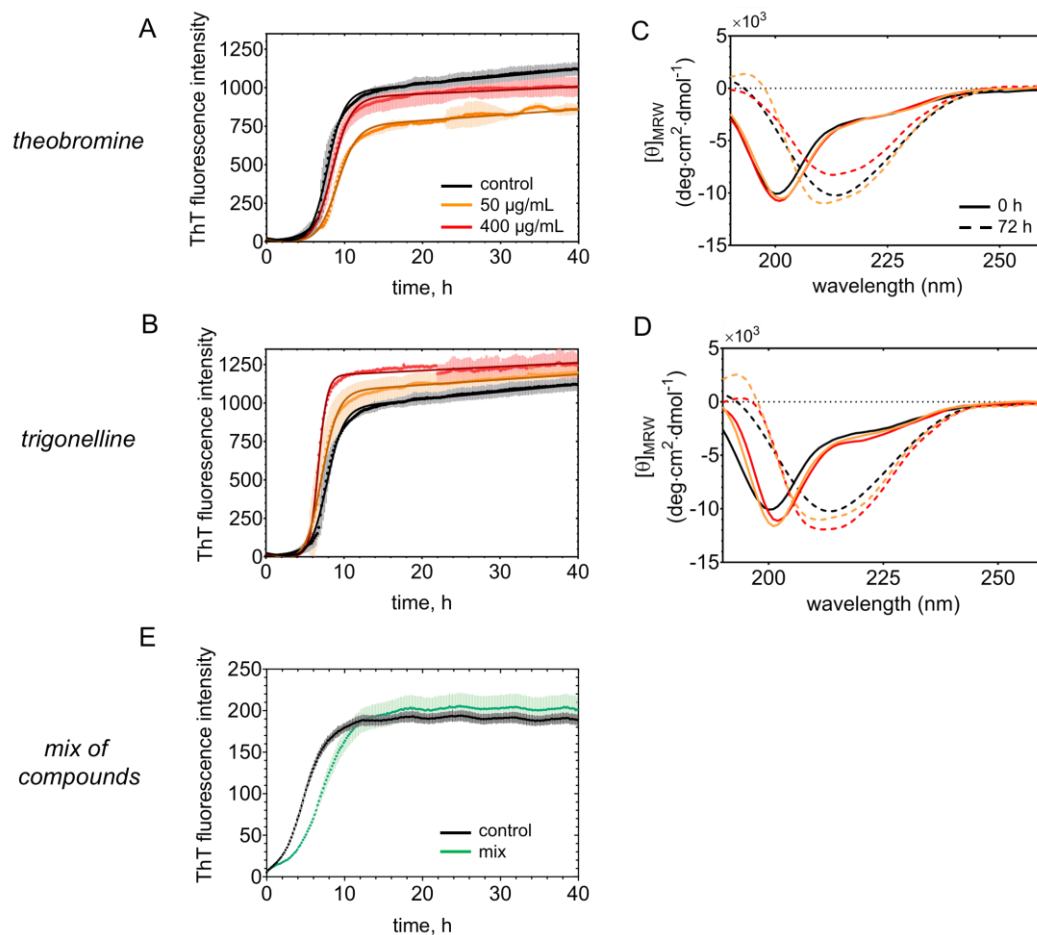 theobromine
A
ThT fluorescence intensity
1250
1000
750
500
250
0
0 10 20 30 40
time, h
control
50 µg/mL
400 µg/mL
C
×10³
[θ]MRW
(deg·cm²·dmol⁻¹)
5
0
-5
-10
-15
200 225 250
wavelength (nm)
0 h
72 h
trigonelline
B
ThT fluorescence intensity
1250
1000
750
500
250
0
0 10 20 30 40
time, h
D
×10³
[θ]MRW
(deg·cm²·dmol⁻¹)
5
0
-5
-10
-15
200 225 250
wavelength (nm)
mix of
compounds
E
ThT fluorescence intensity
250
200
150
100
50
0
0 10 20 30 40
time, h
control
mix